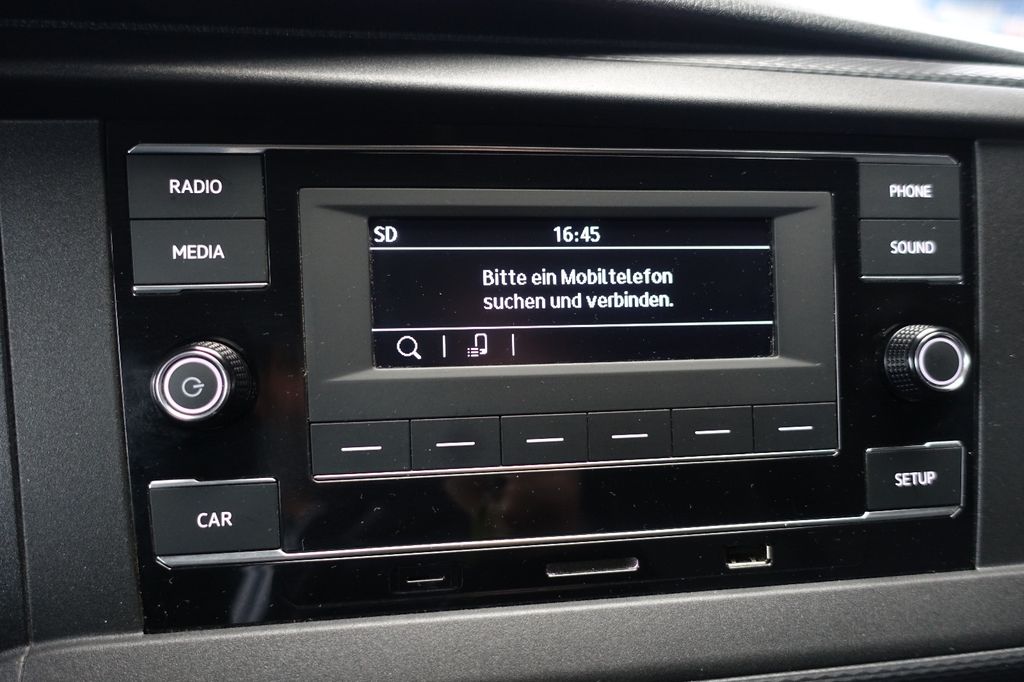 RADIO
PHONE
MEDIA
SOUND
SD 16:45
Bitte ein Mobiltelefon
suchen und verbinden.
CAR
SETUP